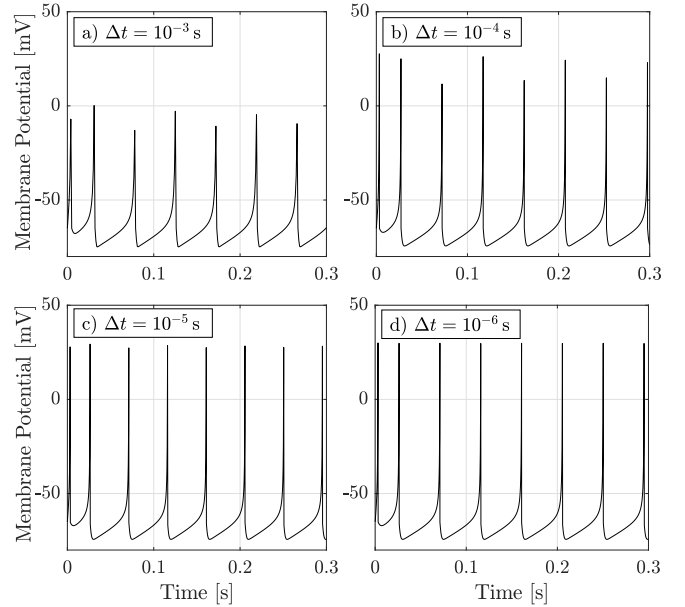 a) Δt = 10⁻³ s
b) Δt = 10⁻⁴ s
50
0
-50
Membrane Potential [mV]
0 0.1 0.2 0.3
50
0
-50
0 0.1 0.2 0.3
c) Δt = 10⁻⁵ s
d) Δt = 10⁻⁶ s
50
0
-50
Membrane Potential [mV]
0 0.1 0.2 0.3
Time [s]
50
0
-50
0 0.1 0.2 0.3
Time [s]